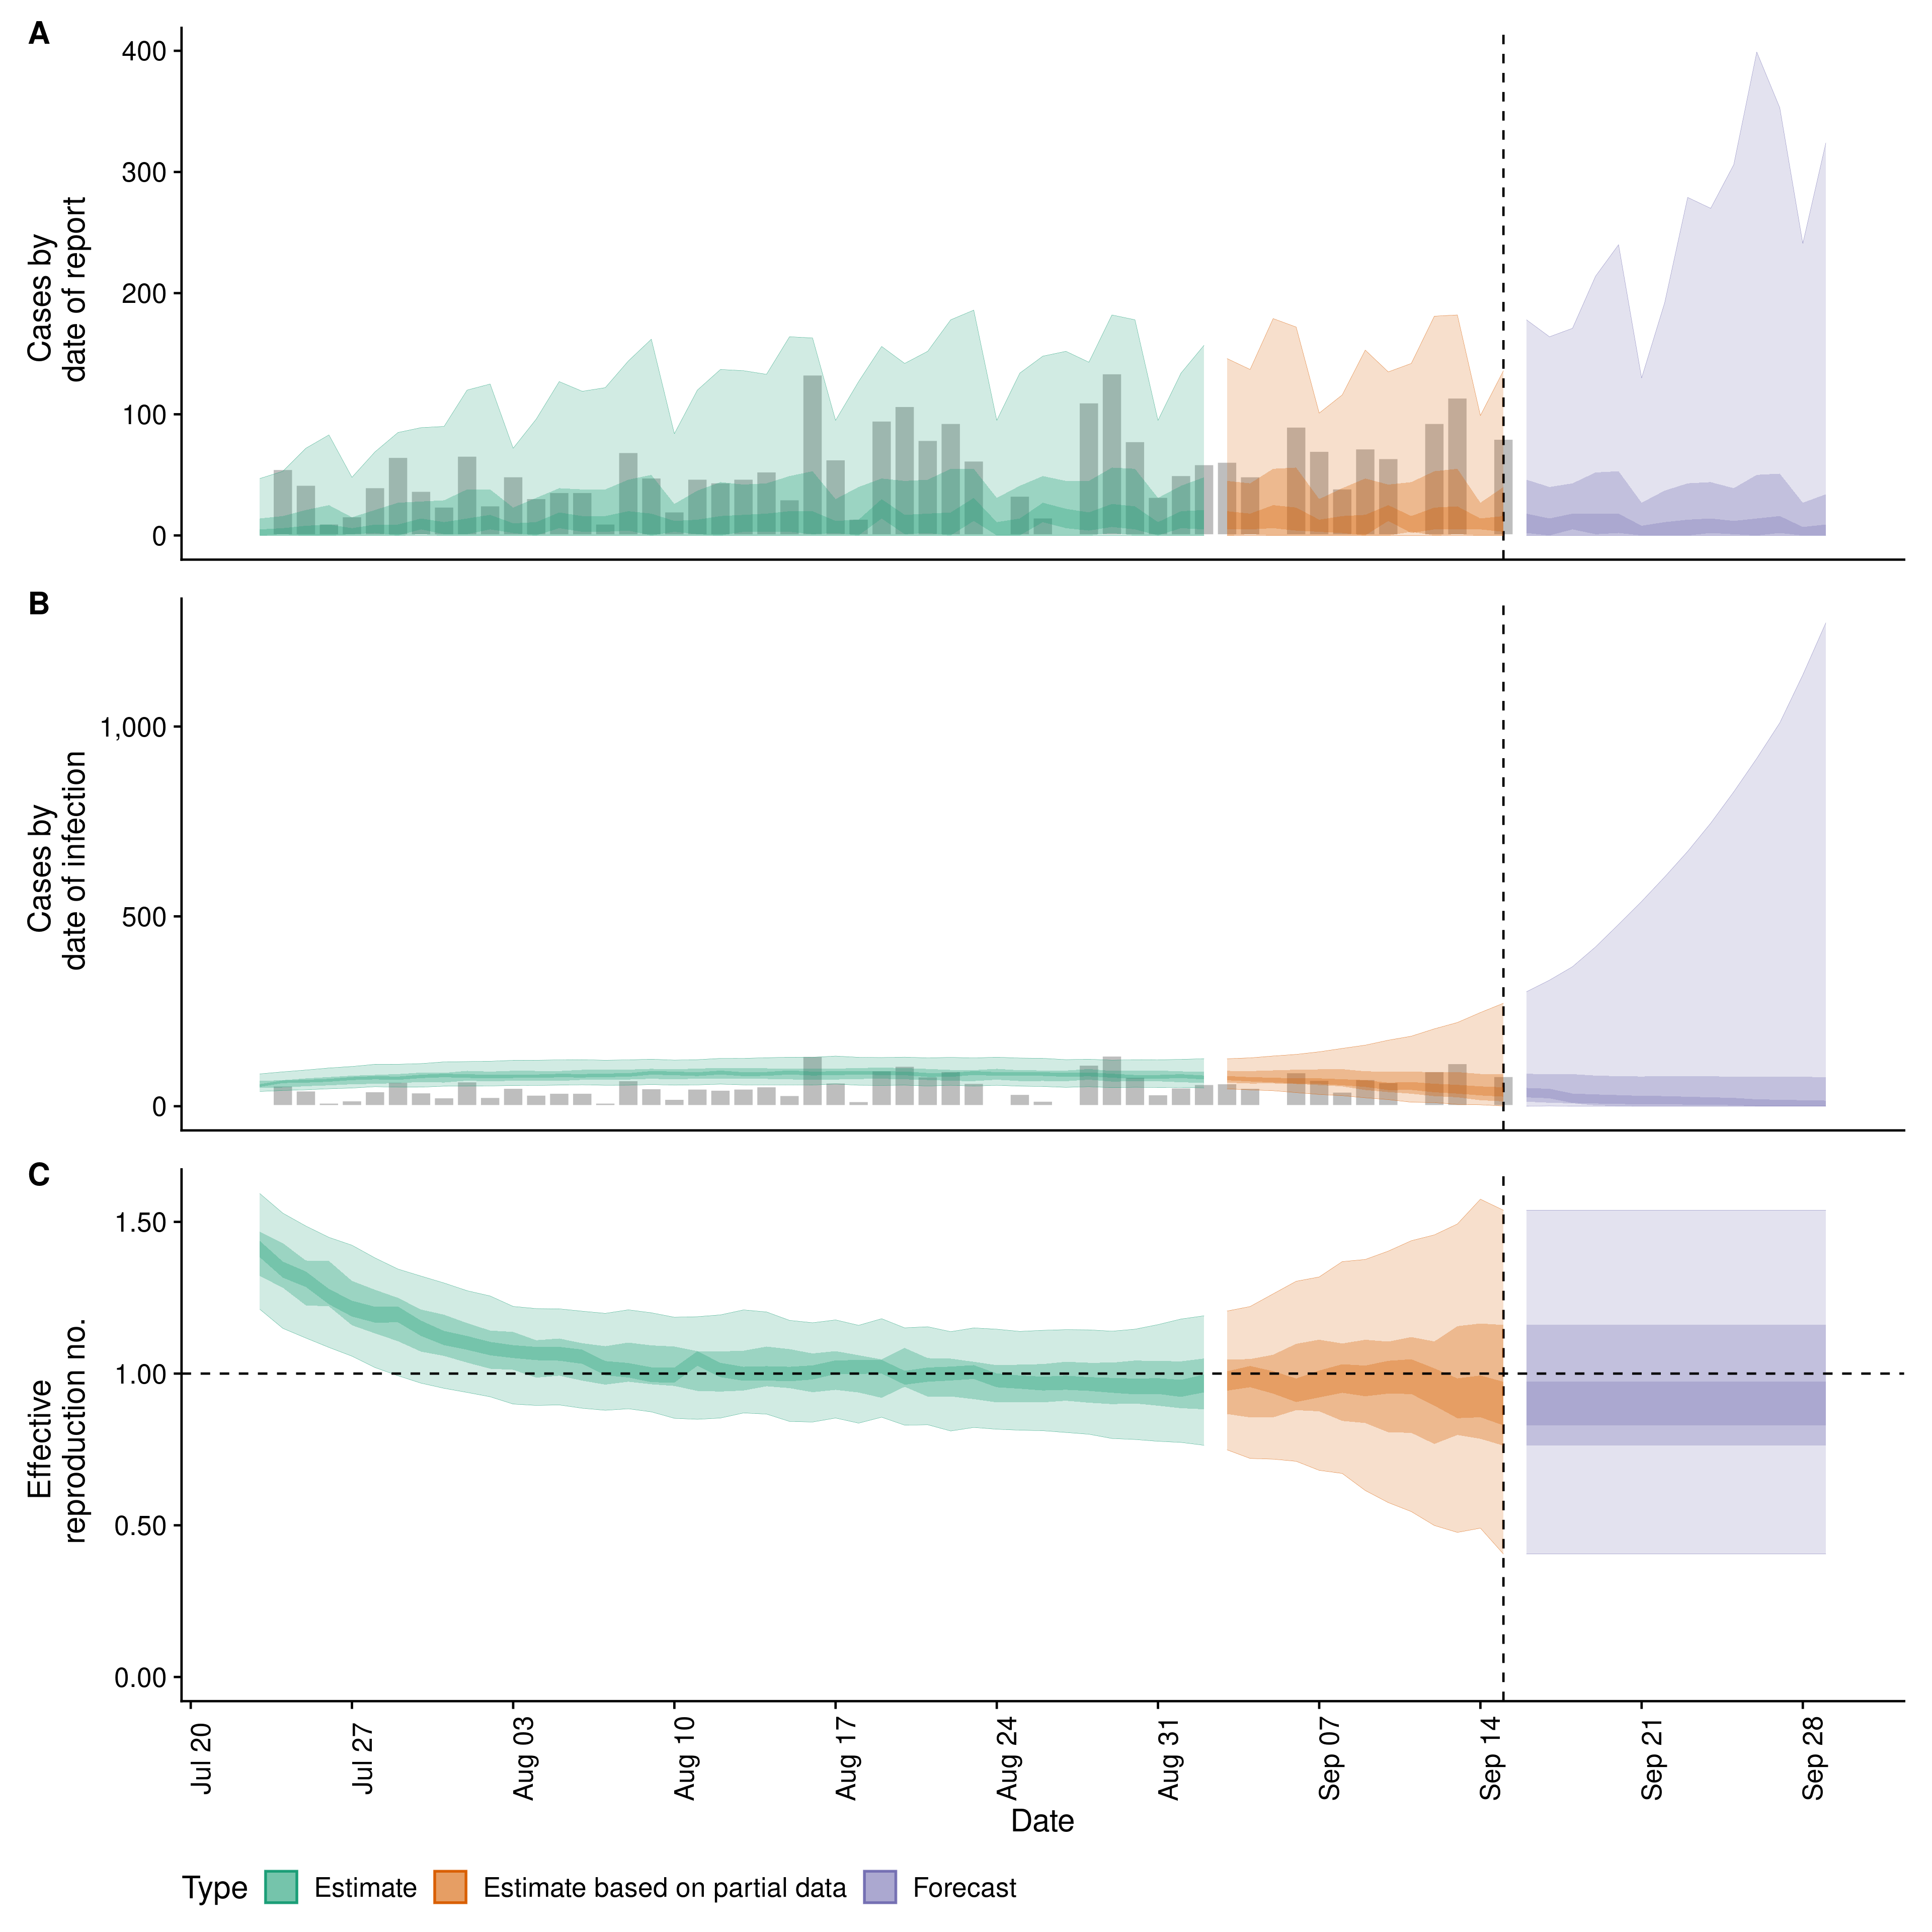 A
400
300
200
100
0
Cases by
date of report
B
1,000
500
0
Cases by
date of infection
C
1.50
1.00
0.50
0.00
Effective
reproduction no.
Jul 20
Jul 27
Aug 03
Aug 10
Aug 17
Aug 24
Aug 31
Sep 07
Sep 14
Sep 21
Sep 28
Date
Type Estimate Estimate based on partial data Forecast